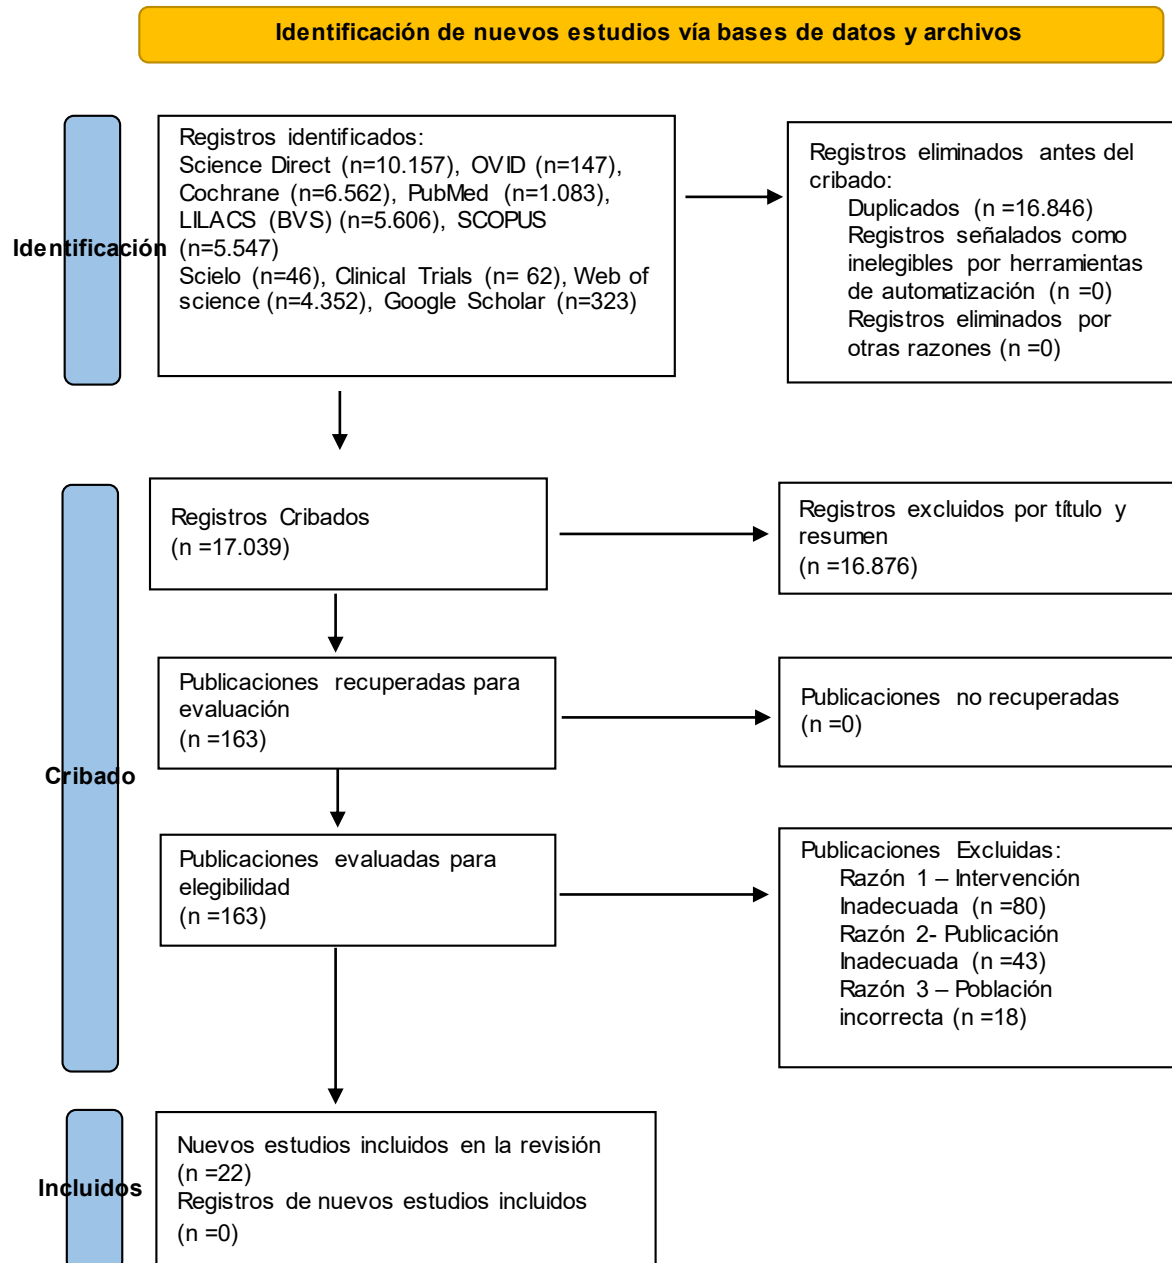 Identificación de nuevos estudios vía bases de datos y archivos
Identificación
Registros identificados:
Science Direct (n=10.157), OVID (n=147),
Cochrane (n=6.562), PubMed (n=1.083),
LILACS (BVS) (n=5.606), SCOPUS
(n=5.547)
Scielo (n=46), Clinical Trials (n= 62), Web of
science (n=4.352), Google Scholar (n=323)
Registros eliminados antes del
cribado:
Duplicados (n =16.846)
Registros señalados como
inelegibles por herramientas
de automatización (n =0)
Registros eliminados por
otras razones (n =0)
Cribado
Registros Cribados
(n =17.039)
Registros excluidos por título y
resumen
(n =16.876)
Publicaciones recuperadas para
evaluación
(n =163)
Publicaciones no recuperadas
(n =0)
Publicaciones evaluadas para
elegibilidad
(n =163)
Publicaciones Excluidas:
Razón 1 – Intervención
Inadecuada (n =80)
Razón 2- Publicación
Inadecuada (n =43)
Razón 3 – Población
incorrecta (n =18)
Incluidos
Nuevos estudios incluidos en la revisión
(n =22)
Registros de nuevos estudios incluidos
(n =0)